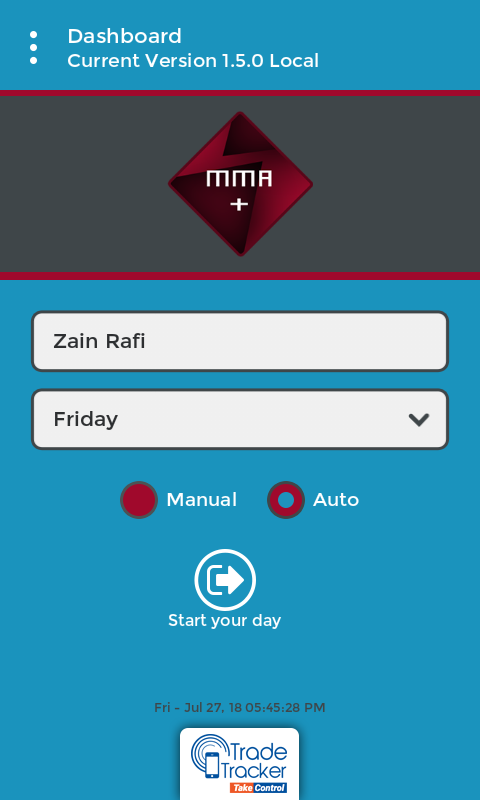 Dashboard
Current Version 1.5.0 Local
MMA
+
Zain Rafi
Friday
Manual
Auto
Start your day
Fri - Jul 27, 18 05:45:28 PM
Trade
Tracker
Take Control